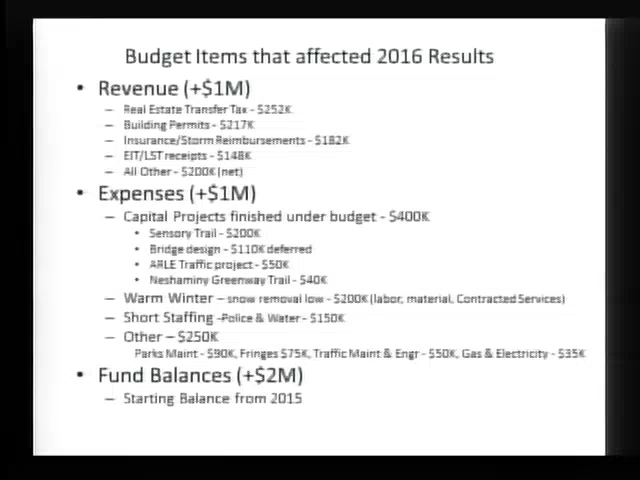 Budget Items that affected 2016 Results
• Revenue (+$1M)
– Real Estate Transfer Tax - $252K
– Building Permits - $217K
– Insurance/Storm Reimbursements - $182K
– EIT/LST receipts - $148K
– All Other - $200K (net)
• Expenses (+$1M)
– Capital Projects finished under budget - $400K
• Sensory Trail - $200K
• Bridge design - $110K deferred
• ARLE Traffic project - $50K
• Neshaminy Greenway Trail - $40K
– Warm Winter – snow removal low - $200K (labor, material, Contracted Services)
– Short Staffing -Police & Water - $150K
– Other – $250K
Parks Maint - $90K, Fringes $75K, Traffic Maint & Engr - $50K, Gas & Electricity - $35K
• Fund Balances (+$2M)
– Starting Balance from 2015